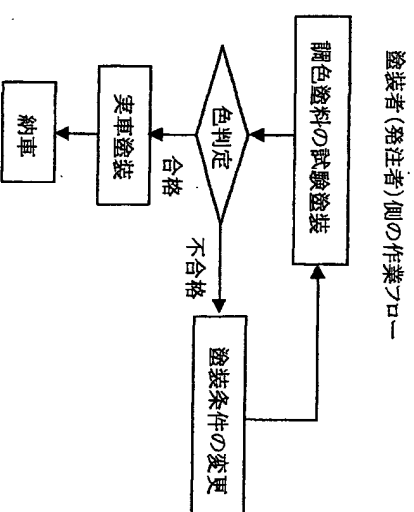 塗装者(発注者)側の作業フロー
調色塗料の試験塗装
色判定
合格
不合格
実車塗装
塗装条件の変更
納車